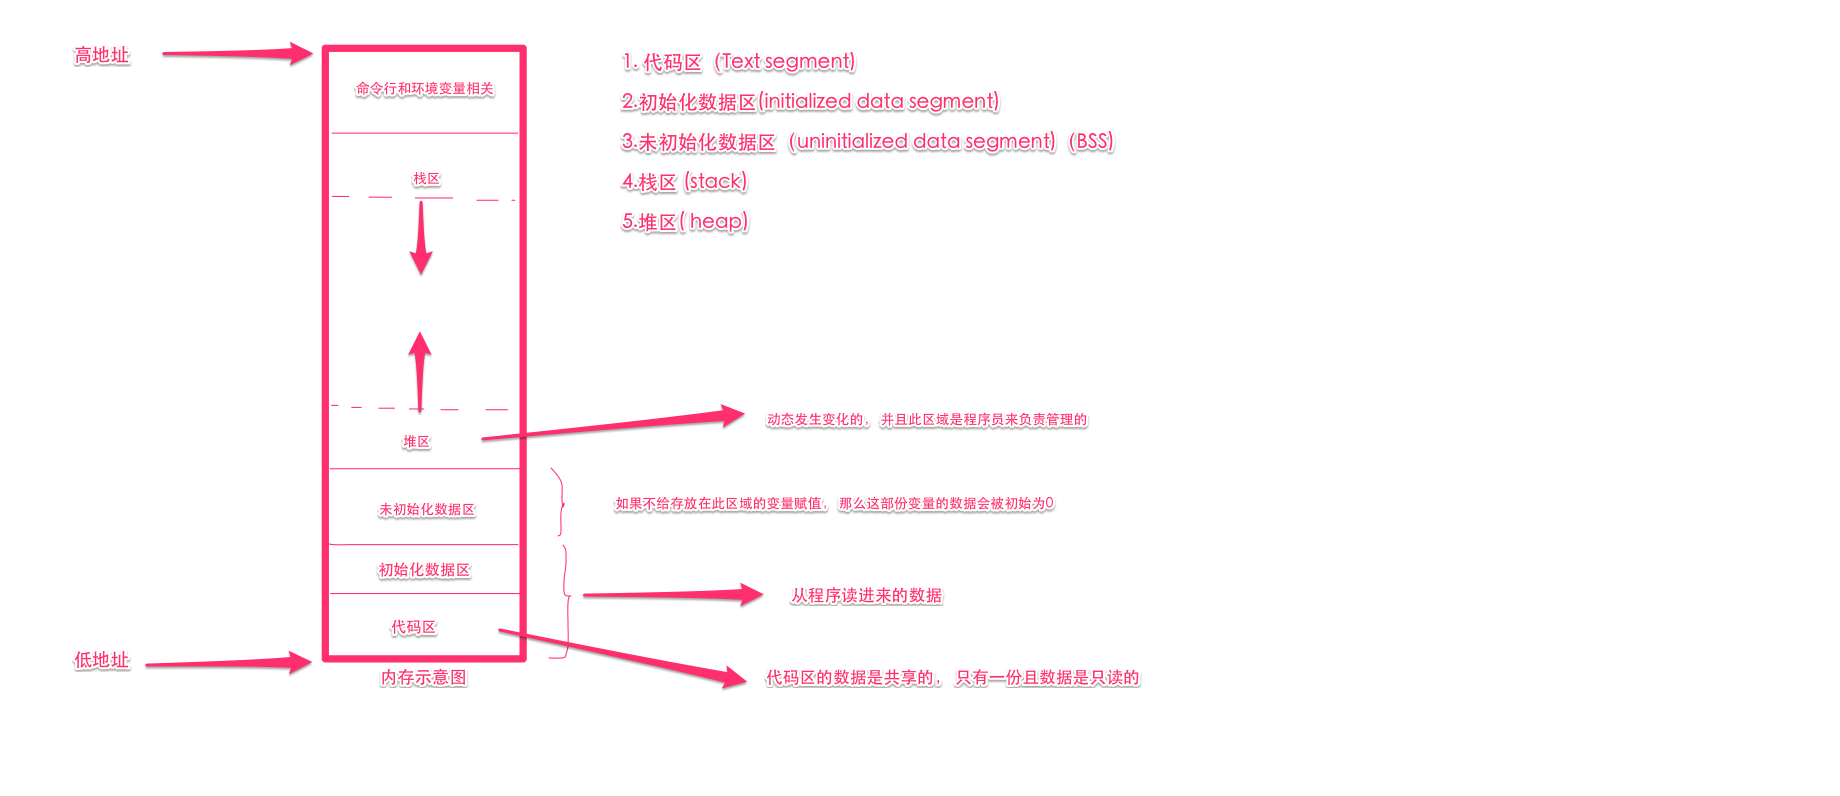 高地址
命令行和环境变量相关
栈区
堆区
未初始化数据区
初始化数据区
代码区
低地址
内存示意图
1. 代码区（Text segment)
2.初始化数据区(initialized data segment)
3.未初始化数据区（uninitialized data segment)（BSS)
4.栈区 (stack)
5.堆区( heap)
动态发生变化的，并且此区域是程序员来负责管理的
如果不给存放在此区域的变量赋值，那么这部份变量的数据会被初始为0
从程序读进来的数据
代码区的数据是共享的，只有一份且数据是只读的